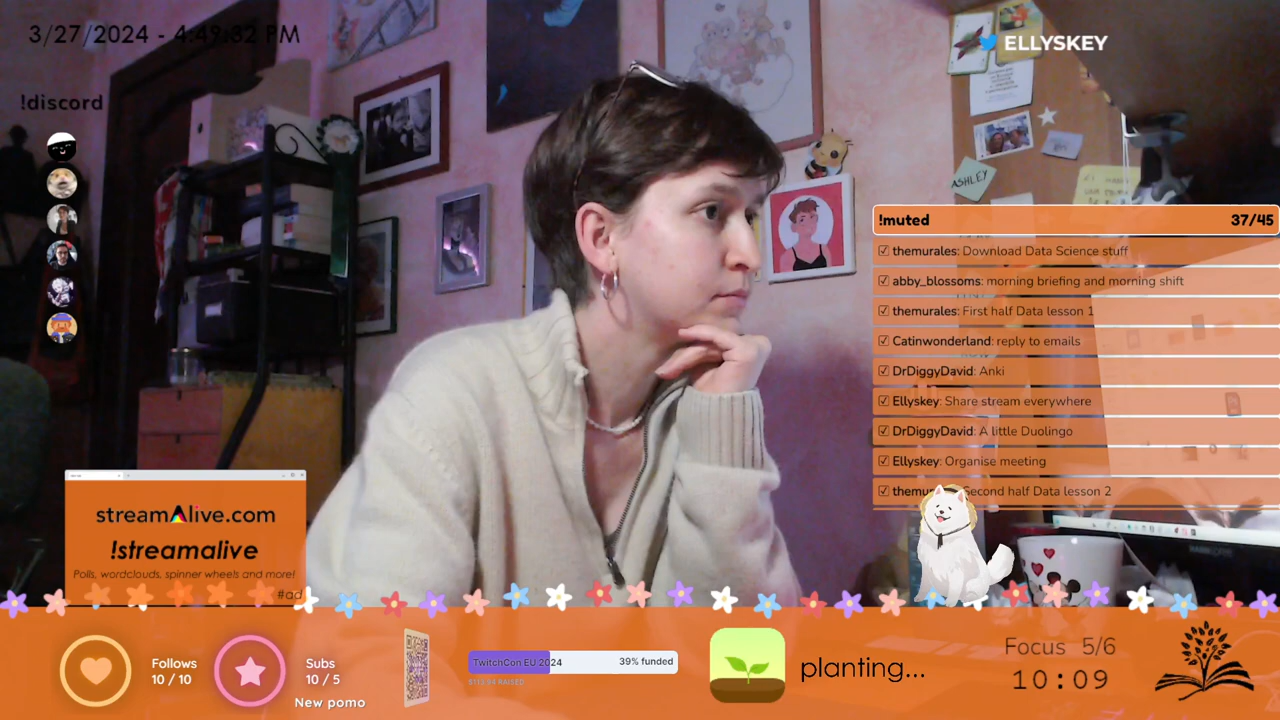 3/27/2024 - 4:49:32 PM
ELLYSKEY
!discord
ASHLEY
!muted 37/45
themurales: Download Data Science stuff
abby_blossoms: morning briefing and morning shift
themurales: First half Data lesson 1
Catinwonderland: reply to emails
DrDiggyDavid: Anki
Ellyskey: Share stream everywhere
DrDiggyDavid: A little Duolingo
Ellyskey: Organise meeting
Second half Data lesson 2
streamAlive.com
!streamalive
Polls, wordclouds, spinner wheels and more!
#ad
Follows
10 / 10
Subs
10 / 5
New pomo
TwitchCon EU 2024 39% funded
planting...
Focus 5/6
10:09